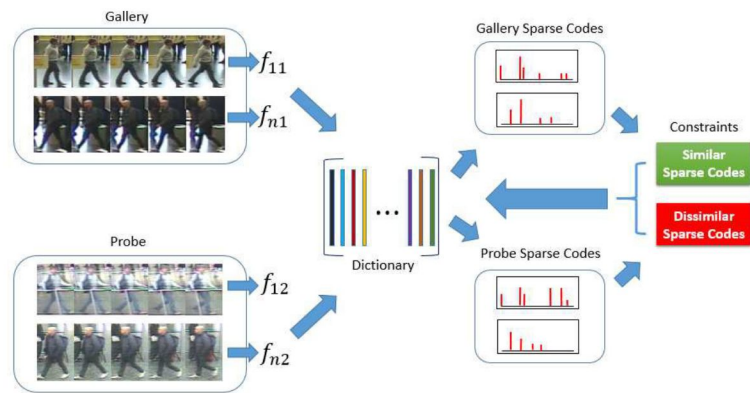 Gallery
f11
fn1
Probe
f12
fn2
...
Dictionary
Gallery Sparse Codes
Probe Sparse Codes
Constraints
Similar
Sparse Codes
Dissimilar
Sparse Codes